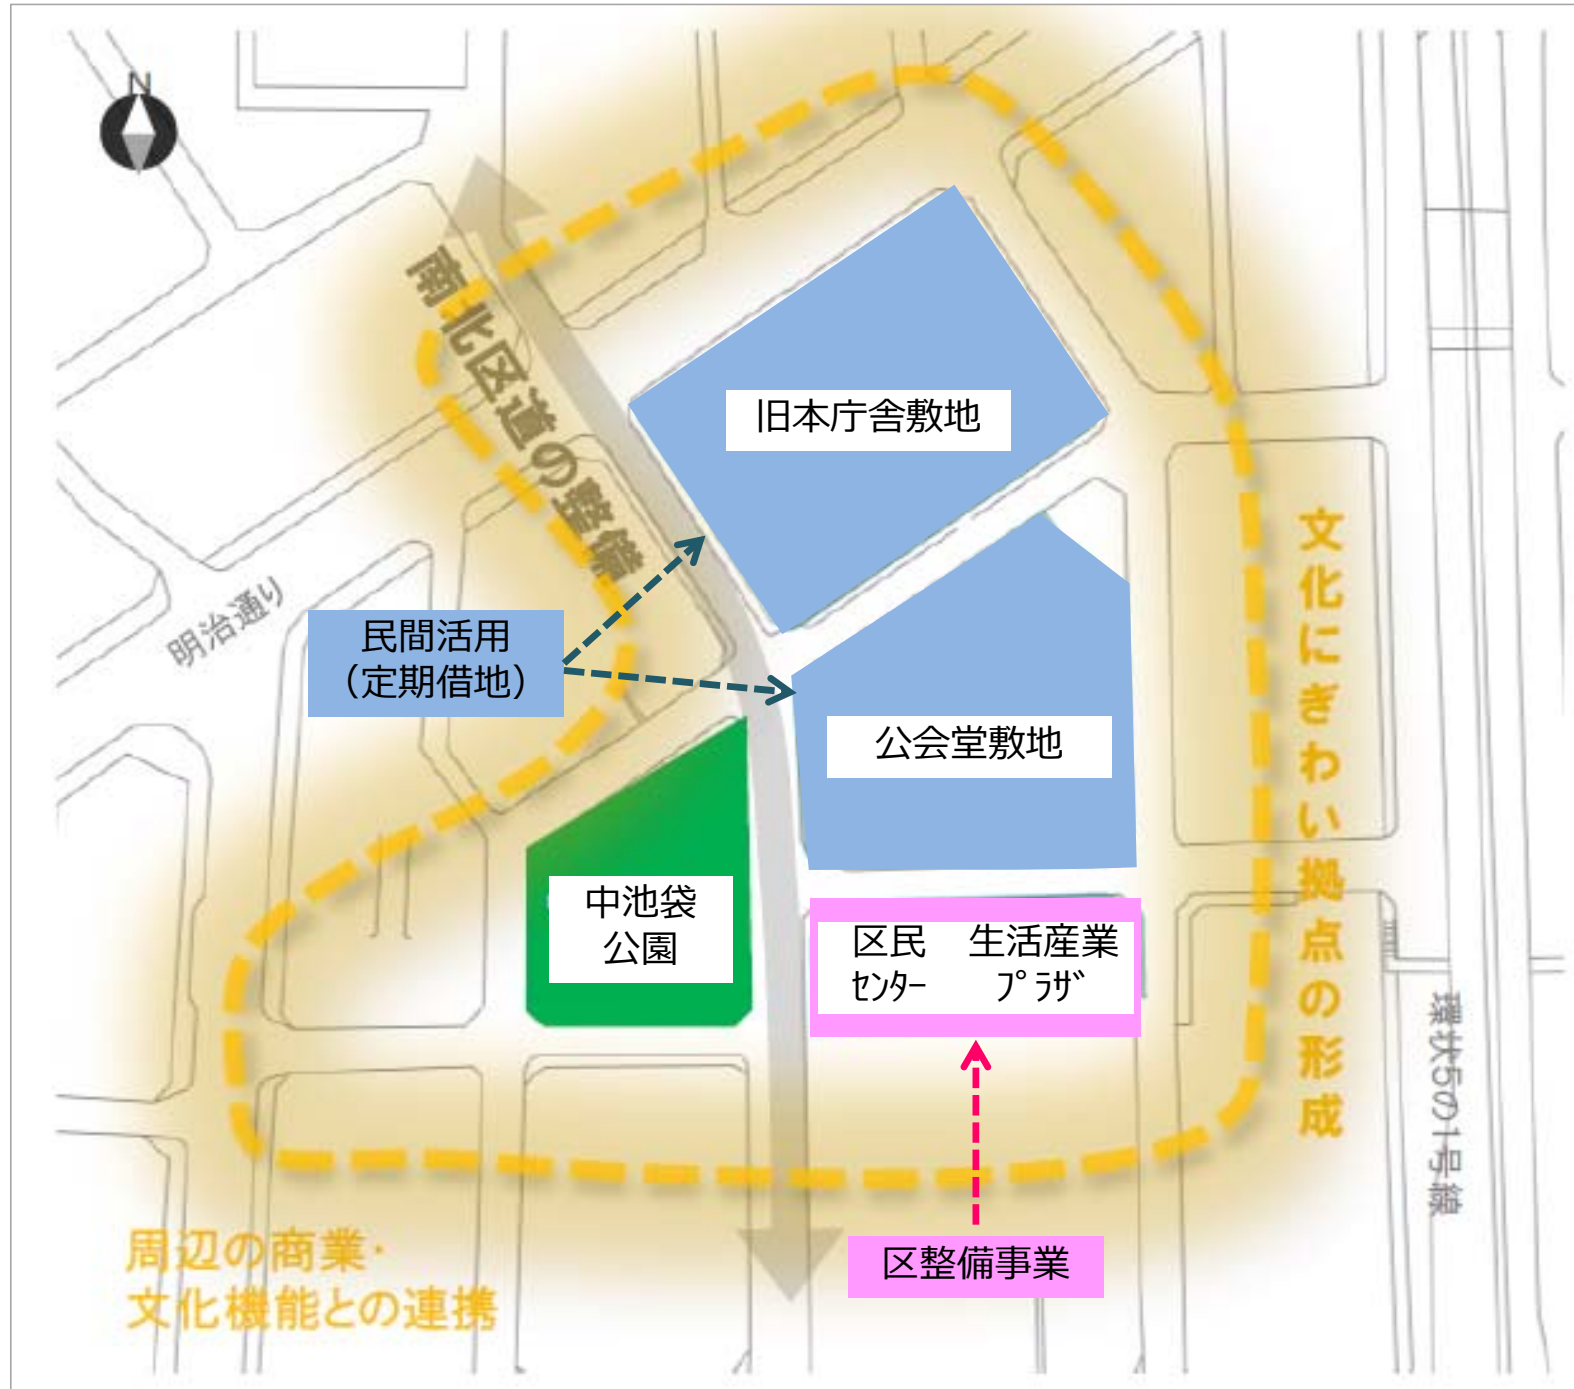 N
南北区道の整備
旧本庁舎敷地
文化にぎわい拠点の形成
明治通り
民間活用
（定期借地）
公会堂敷地
中池袋
公園
区民　生活産業
ｾﾝﾀｰ　ﾌﾟﾗｻﾞ
環状5の1号線
区整備事業
周辺の商業・
文化機能との連携